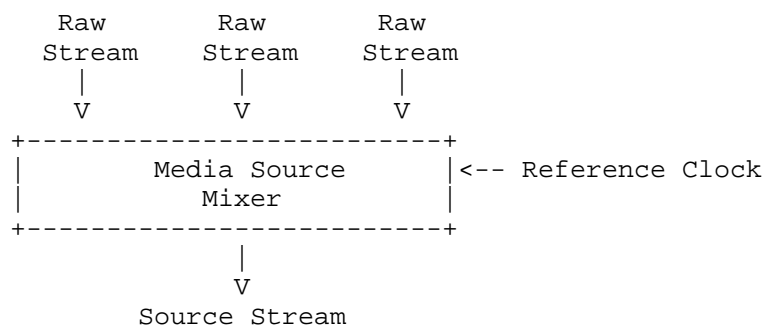 Raw Raw Raw
Stream Stream Stream
| | |
V V V
+--------------------------+
| Media Source |<-- Reference Clock
| Mixer |
+--------------------------+
|
V
Source Stream